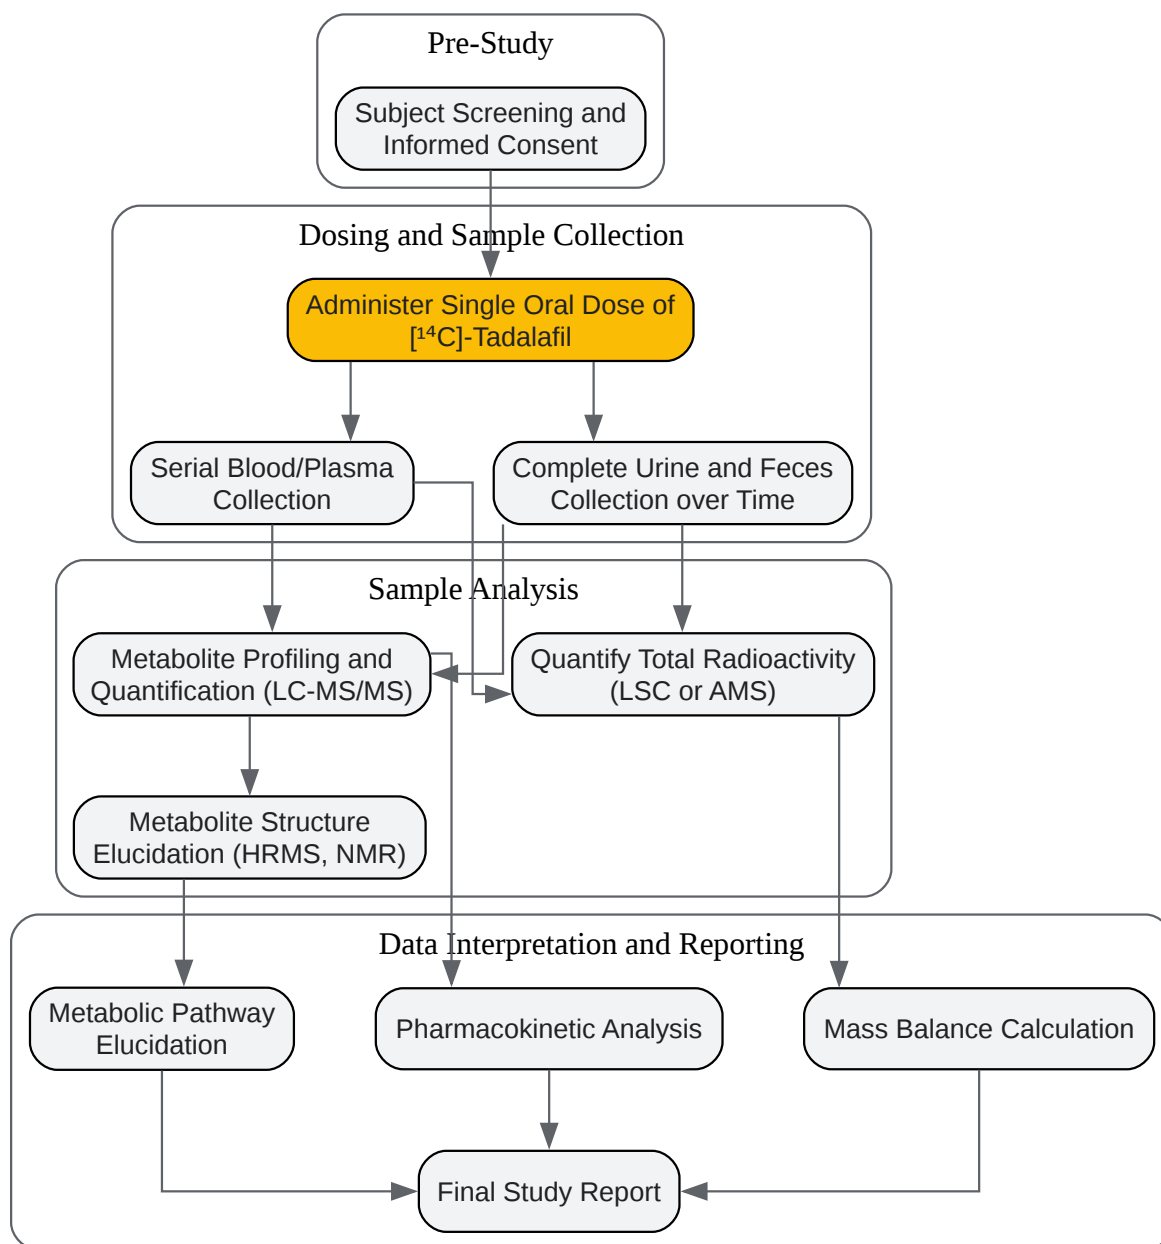 Pre-Study
Subject Screening and
Informed Consent
Dosing and Sample Collection
Administer Single Oral Dose of
[¹⁴C]-Tadalafil
Serial Blood/Plasma
Collection
Complete Urine and Feces
Collection over Time
Sample Analysis
Metabolite Profiling and
Quantification (LC-MS/MS)
Quantify Total Radioactivity
(LSC or AMS)
Metabolite Structure
Elucidation (HRMS, NMR)
Data Interpretation and Reporting
Metabolic Pathway
Elucidation
Pharmacokinetic Analysis
Mass Balance Calculation
Final Study Report